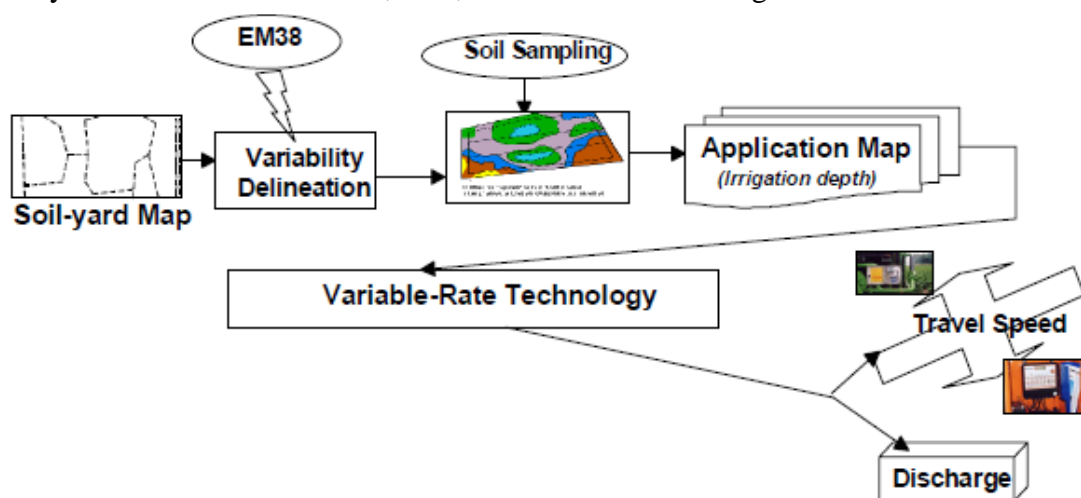 EM38
Soil Sampling
Variability
Delineation
Soil-yard Map
Application Map
(Irrigation depth)
Variable-Rate Technology
Travel Speed
Discharge